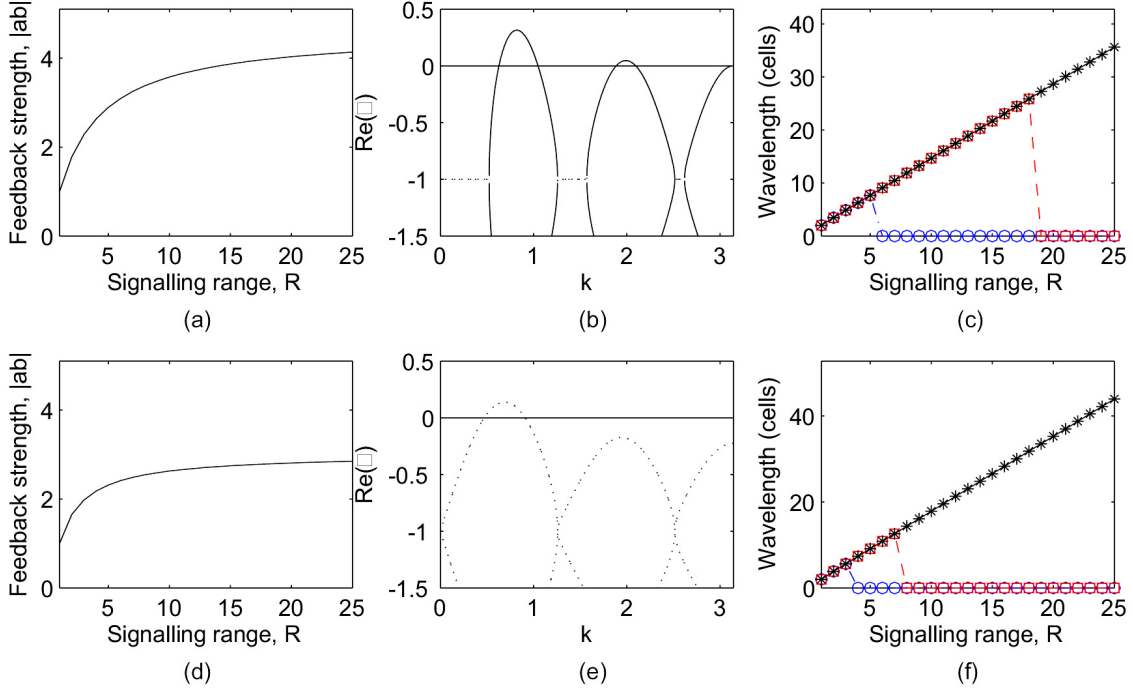 Feedback strength, |ab|
4
2
0
5 10 15 20 25
Signalling range, R
(a)
Re(□)
0.5
0
-0.5
-1
-1.5
0 1 2 3
k
(b)
Wavelength (cells)
40
30
20
10
0
5 10 15 20 25
Signalling range, R
(c)
Feedback strength, |ab|
4
2
0
5 10 15 20 25
Signalling range, R
(d)
Re(□)
0.5
0
-0.5
-1
-1.5
0 1 2 3
k
(e)
Wavelength (cells)
40
20
0
5 10 15 20 25
Signalling range, R
(f)